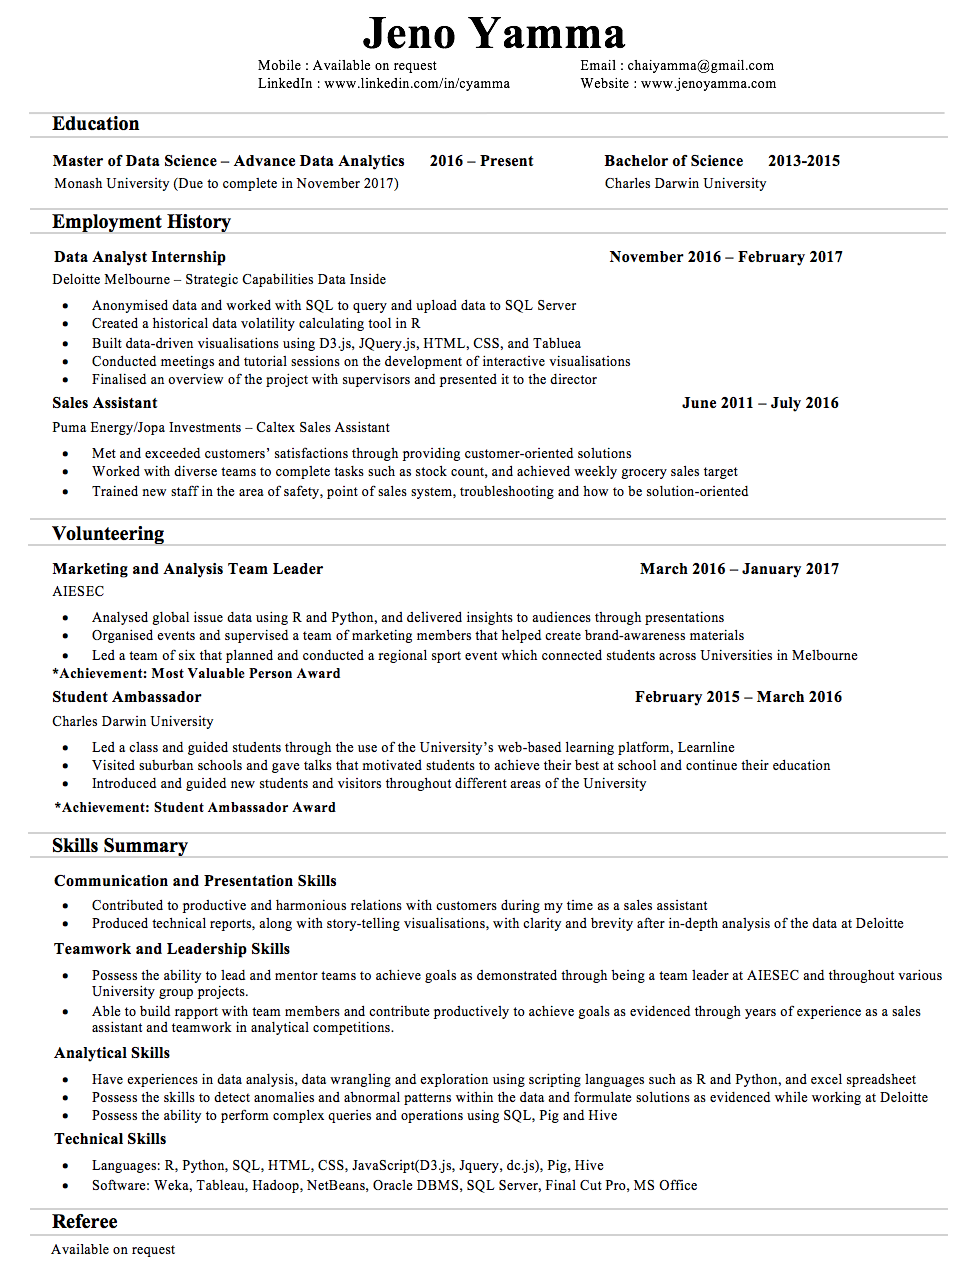 Jeno Yamma
Mobile : Available on request Email : chaiyamma@gmail.com
LinkedIn : www.linkedin.com/in/cyamma Website : www.jenoyamma.com
Education
Master of Data Science – Advance Data Analytics 2016 – Present Bachelor of Science 2013-2015
Monash University (Due to complete in November 2017) Charles Darwin University
Employment History
Data Analyst Internship November 2016 – February 2017
Deloitte Melbourne – Strategic Capabilities Data Inside
• Anonymised data and worked with SQL to query and upload data to SQL Server
• Created a historical data volatility calculating tool in R
• Built data-driven visualisations using D3.js, JQuery.js, HTML, CSS, and Tabluea
• Conducted meetings and tutorial sessions on the development of interactive visualisations
• Finalised an overview of the project with supervisors and presented it to the director
Sales Assistant June 2011 – July 2016
Puma Energy/Jopa Investments – Caltex Sales Assistant
• Met and exceeded customers’ satisfactions through providing customer-oriented solutions
• Worked with diverse teams to complete tasks such as stock count, and achieved weekly grocery sales target
• Trained new staff in the area of safety, point of sales system, troubleshooting and how to be solution-oriented
Volunteering
Marketing and Analysis Team Leader March 2016 – January 2017
AIESEC
• Analysed global issue data using R and Python, and delivered insights to audiences through presentations
• Organised events and supervised a team of marketing members that helped create brand-awareness materials
• Led a team of six that planned and conducted a regional sport event which connected students across Universities in Melbourne
*Achievement: Most Valuable Person Award
Student Ambassador February 2015 – March 2016
Charles Darwin University
• Led a class and guided students through the use of the University’s web-based learning platform, Learnline
• Visited suburban schools and gave talks that motivated students to achieve their best at school and continue their education
• Introduced and guided new students and visitors throughout different areas of the University
*Achievement: Student Ambassador Award
Skills Summary
Communication and Presentation Skills
• Contributed to productive and harmonious relations with customers during my time as a sales assistant
• Produced technical reports, along with story-telling visualisations, with clarity and brevity after in-depth analysis of the data at Deloitte
Teamwork and Leadership Skills
• Possess the ability to lead and mentor teams to achieve goals as demonstrated through being a team leader at AIESEC and throughout various
University group projects.
• Able to build rapport with team members and contribute productively to achieve goals as evidenced through years of experience as a sales
assistant and teamwork in analytical competitions.
Analytical Skills
• Have experiences in data analysis, data wrangling and exploration using scripting languages such as R and Python, and excel spreadsheet
• Possess the skills to detect anomalies and abnormal patterns within the data and formulate solutions as evidenced while working at Deloitte
• Possess the ability to perform complex queries and operations using SQL, Pig and Hive
Technical Skills
• Languages: R, Python, SQL, HTML, CSS, JavaScript(D3.js, Jquery, dc.js), Pig, Hive
• Software: Weka, Tableau, Hadoop, NetBeans, Oracle DBMS, SQL Server, Final Cut Pro, MS Office
Referee
Available on request